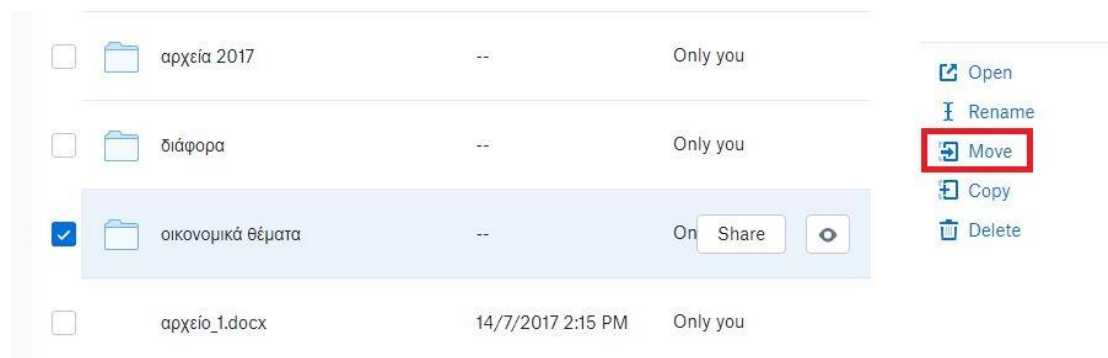 αρχεία 2017 -- Only you
διάφορα -- Only you
οικονομικά θέματα -- On Share
αρχείο_1.docx 14/7/2017 2:15 PM Only you
Open
Rename
Move
Copy
Delete